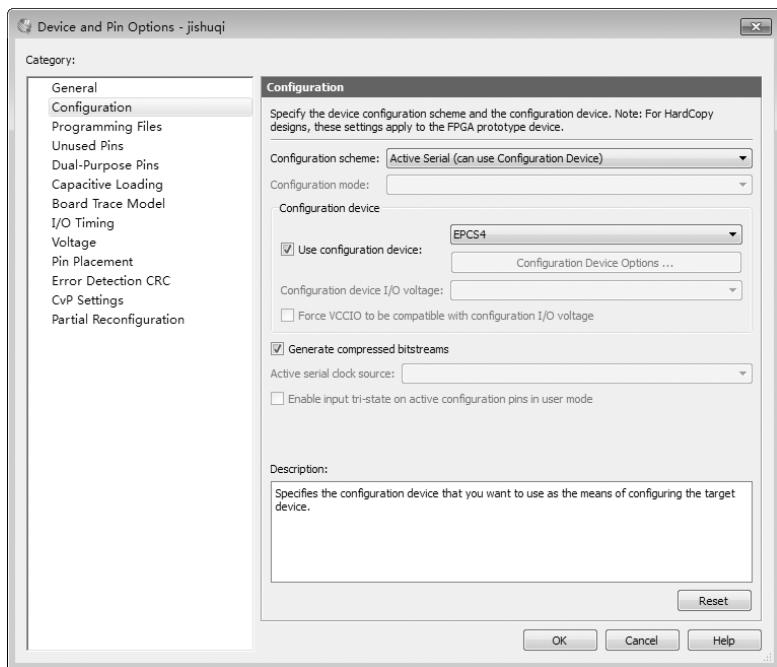 Device and Pin Options - jishuqi
Category:
General
Configuration
Programming Files
Unused Pins
Dual-Purpose Pins
Capacitive Loading
Board Trace Model
I/O Timing
Voltage
Pin Placement
Error Detection CRC
CvP Settings
Partial Reconfiguration
Configuration
Specify the device configuration scheme and the configuration device. Note: For HardCopy
designs, these settings apply to the FPGA prototype device.
Configuration scheme: Active Serial (can use Configuration Device)
Configuration mode:
Configuration device
EPCS4
Use configuration device:
Configuration Device Options ...
Configuration device I/O voltage:
Force VCCIO to be compatible with configuration I/O voltage
Generate compressed bitstreams
Active serial clock source:
Enable input tri-state on active configuration pins in user mode
Description:
Specifies the configuration device that you want to use as the means of configuring the target
device.
Reset
OK Cancel Help